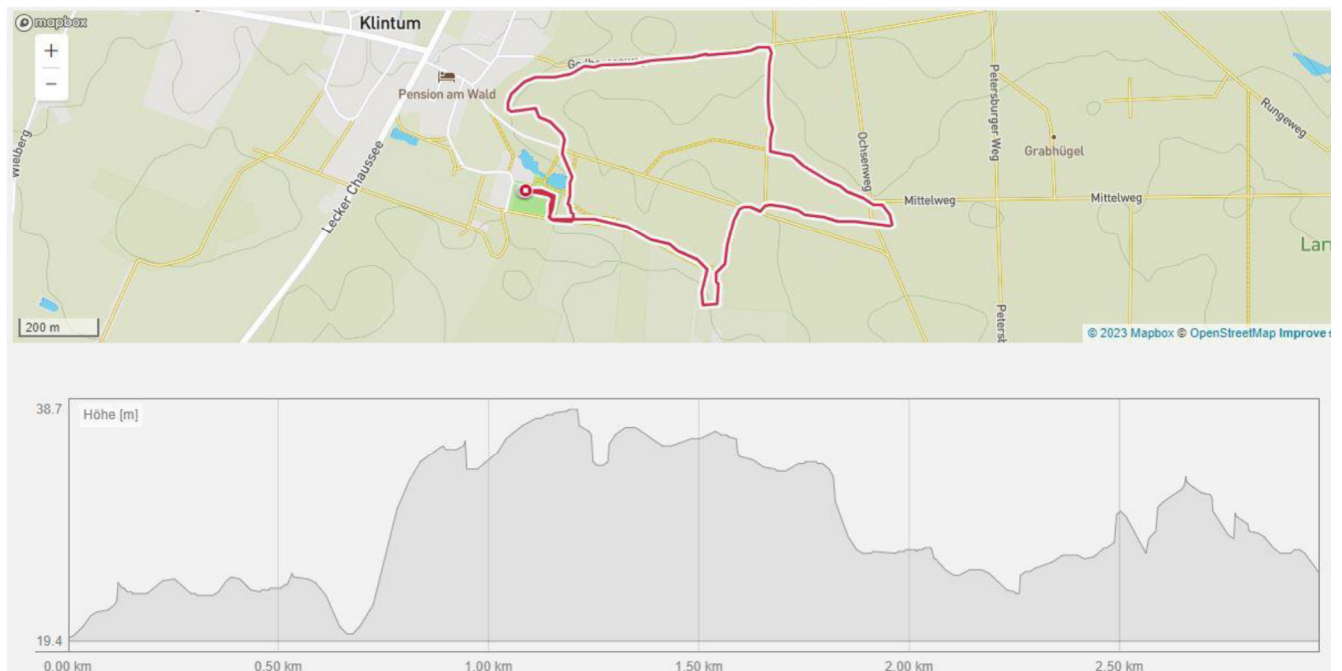 mapbox
Klintum
+
−
Pension am Wald
Wielberg
Lecker Chaussee
Ochsenweg
Petersburger Weg
Rungeweg
Grabhügel
Mittelweg
Mittelweg
Lan
200 m
© 2023 Mapbox © OpenStreetMap Improve
38.7
Höhe [m]
19.4
0.00 km
0.50 km
1.00 km
1.50 km
2.00 km
2.50 km